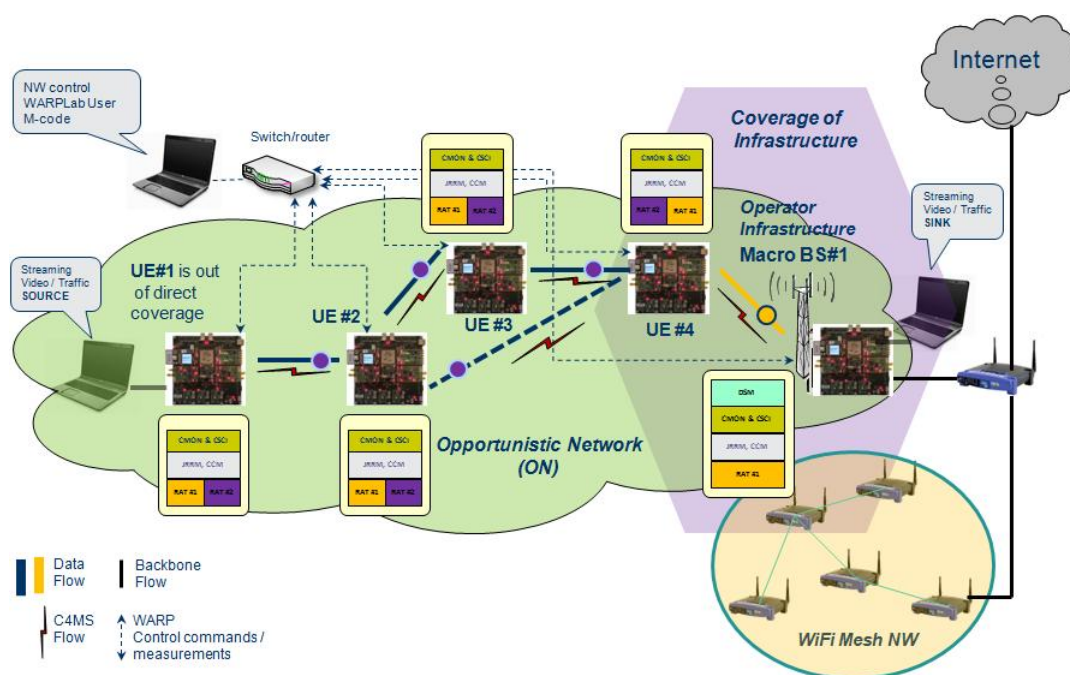 Internet
NW control
WARPLab User
M-code
Switch/router
CMON & CSCI
JRRM, CCM
RAT #1 RAT #2
CMON & CSCI
JRRM, CCM
RAT #2 RAT #1
Coverage of
Infrastructure
Streaming
Video / Traffic
SINK
Operator
Infrastructure
Macro BS#1
Streaming
Video / Traffic
SOURCE
UE#1 is out
of direct
coverage
UE #2
UE #3
UE #4
DSM
CMON & CSCI
JRRM, CCM
RAT #1
CMON & CSCI
JRRM, CCM
RAT #1 RAT #2
CMON & CSCI
JRRM, CCM
RAT #1 RAT #2
Opportunistic Network
(ON)
Data
Flow
Backbone
Flow
C4MS
Flow
WARP
Control commands /
measurements
WiFi Mesh NW